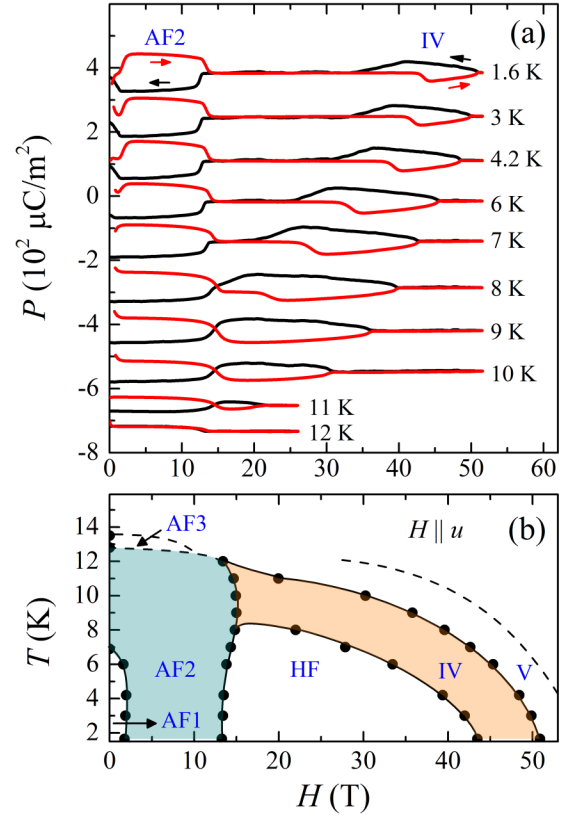 AF2
IV
(a)
4
2
0
-2
-4
-6
-8
P (10² μC/m²)
1.6 K
3 K
4.2 K
6 K
7 K
8 K
9 K
10 K
11 K
12 K
0 10 20 30 40 50 60
AF3
H || u
(b)
14
12
10
8
6
4
2
T (K)
AF2
HF
IV
V
AF1
0 10 20 30 40 50
H (T)